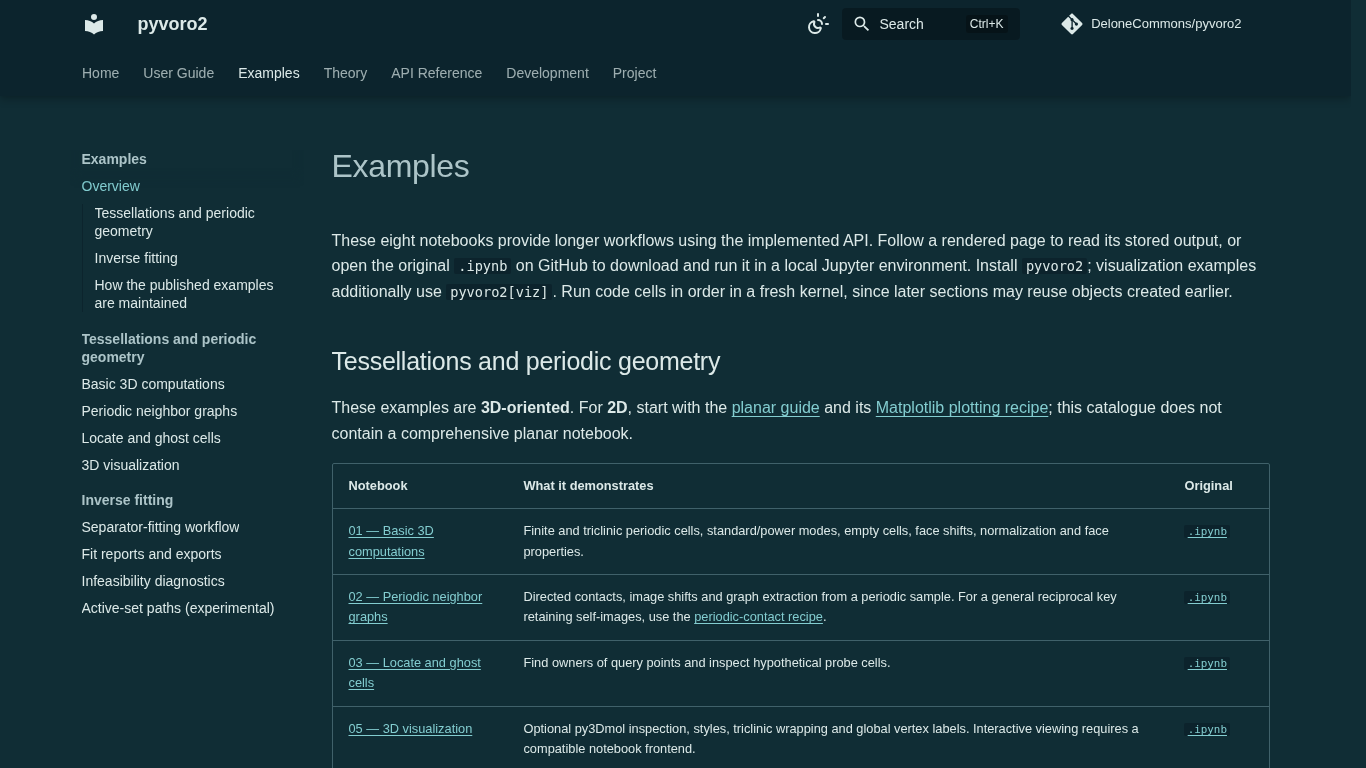 pyvoro2
Search
Ctrl+K
DeloneCommons/pyvoro2
Home
User Guide
Examples
Theory
API Reference
Development
Project
Examples
Overview
Tessellations and periodic
geometry
Inverse fitting
How the published examples
are maintained
Tessellations and periodic
geometry
Basic 3D computations
Periodic neighbor graphs
Locate and ghost cells
3D visualization
Inverse fitting
Separator-fitting workflow
Fit reports and exports
Infeasibility diagnostics
Active-set paths (experimental)
Examples
These eight notebooks provide longer workflows using the implemented API. Follow a rendered page to read its stored output, or
open the original .ipynb on GitHub to download and run it in a local Jupyter environment. Install pyvoro2; visualization examples
additionally use pyvoro2[viz]. Run code cells in order in a fresh kernel, since later sections may reuse objects created earlier.
Tessellations and periodic geometry
These examples are 3D-oriented. For 2D, start with the planar guide and its Matplotlib plotting recipe; this catalogue does not
contain a comprehensive planar notebook.
Notebook What it demonstrates Original
01 — Basic 3D Finite and triclinic periodic cells, standard/power modes, empty cells, face shifts, normalization and face .ipynb
computations properties.
02 — Periodic neighbor Directed contacts, image shifts and graph extraction from a periodic sample. For a general reciprocal key .ipynb
graphs retaining self-images, use the periodic-contact recipe.
03 — Locate and ghost Find owners of query points and inspect hypothetical probe cells. .ipynb
cells
05 — 3D visualization Optional py3Dmol inspection, styles, triclinic wrapping and global vertex labels. Interactive viewing requires a .ipynb
compatible notebook frontend.